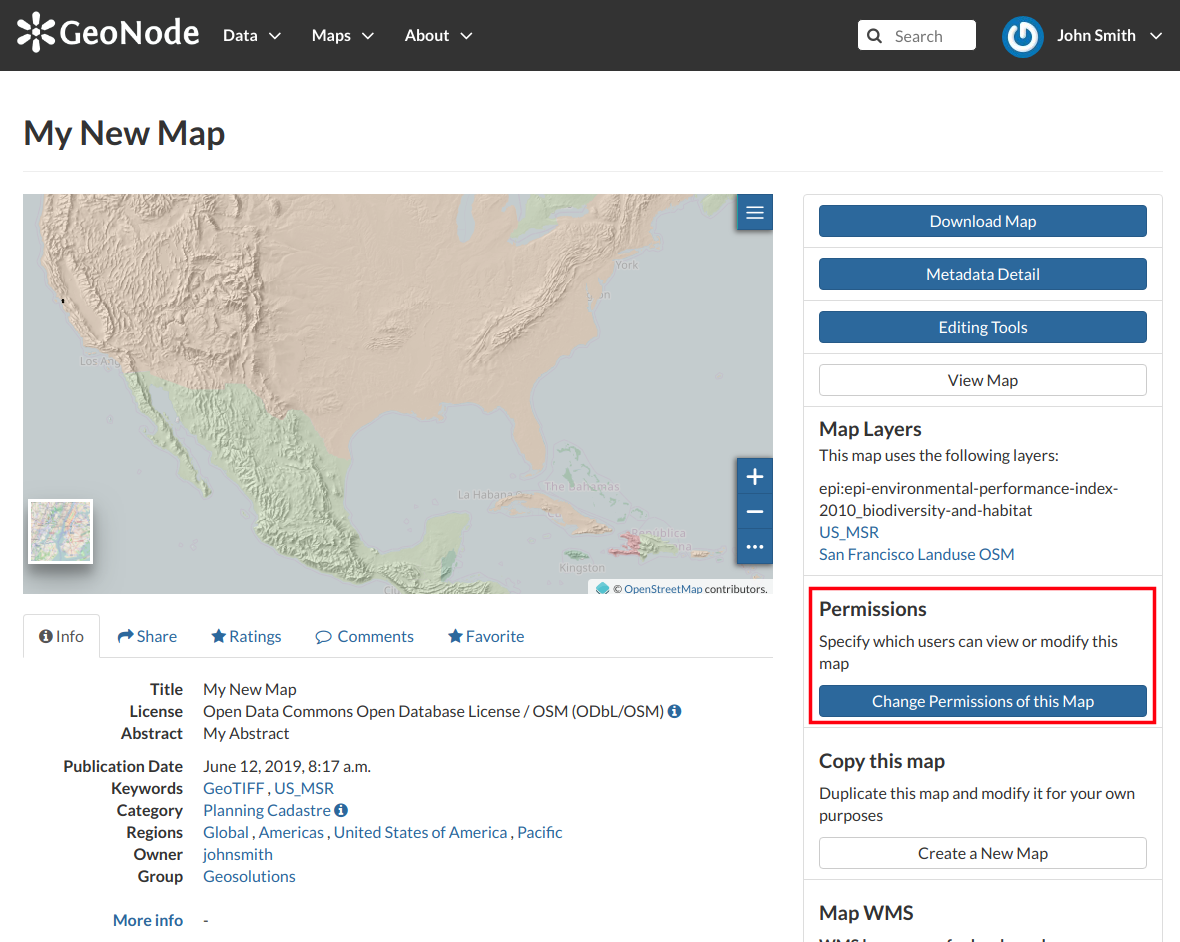 GeoNode Data Maps About Search John Smith
My New Map
York
Los Ang
La Habana
The Bahamas
Kingston
© OpenStreetMap contributors.
Info Share Ratings Comments Favorite
Title My New Map
License Open Data Commons Open Database License / OSM (ODbL/OSM)
Abstract My Abstract
Publication Date June 12, 2019, 8:17 a.m.
Keywords GeoTIFF , US_MSR
Category Planning Cadastre
Regions Global , Americas , United States of America , Pacific
Owner johnsmith
Group Geosolutions
More info -
Download Map
Metadata Detail
Editing Tools
View Map
Map Layers
This map uses the following layers:
epi:epi-environmental-performance-index-
2010_biodiversity-and-habitat
US_MSR
San Francisco Landuse OSM
Permissions
Specify which users can view or modify this
map
Change Permissions of this Map
Copy this map
Duplicate this map and modify it for your own
purposes
Create a New Map
Map WMS